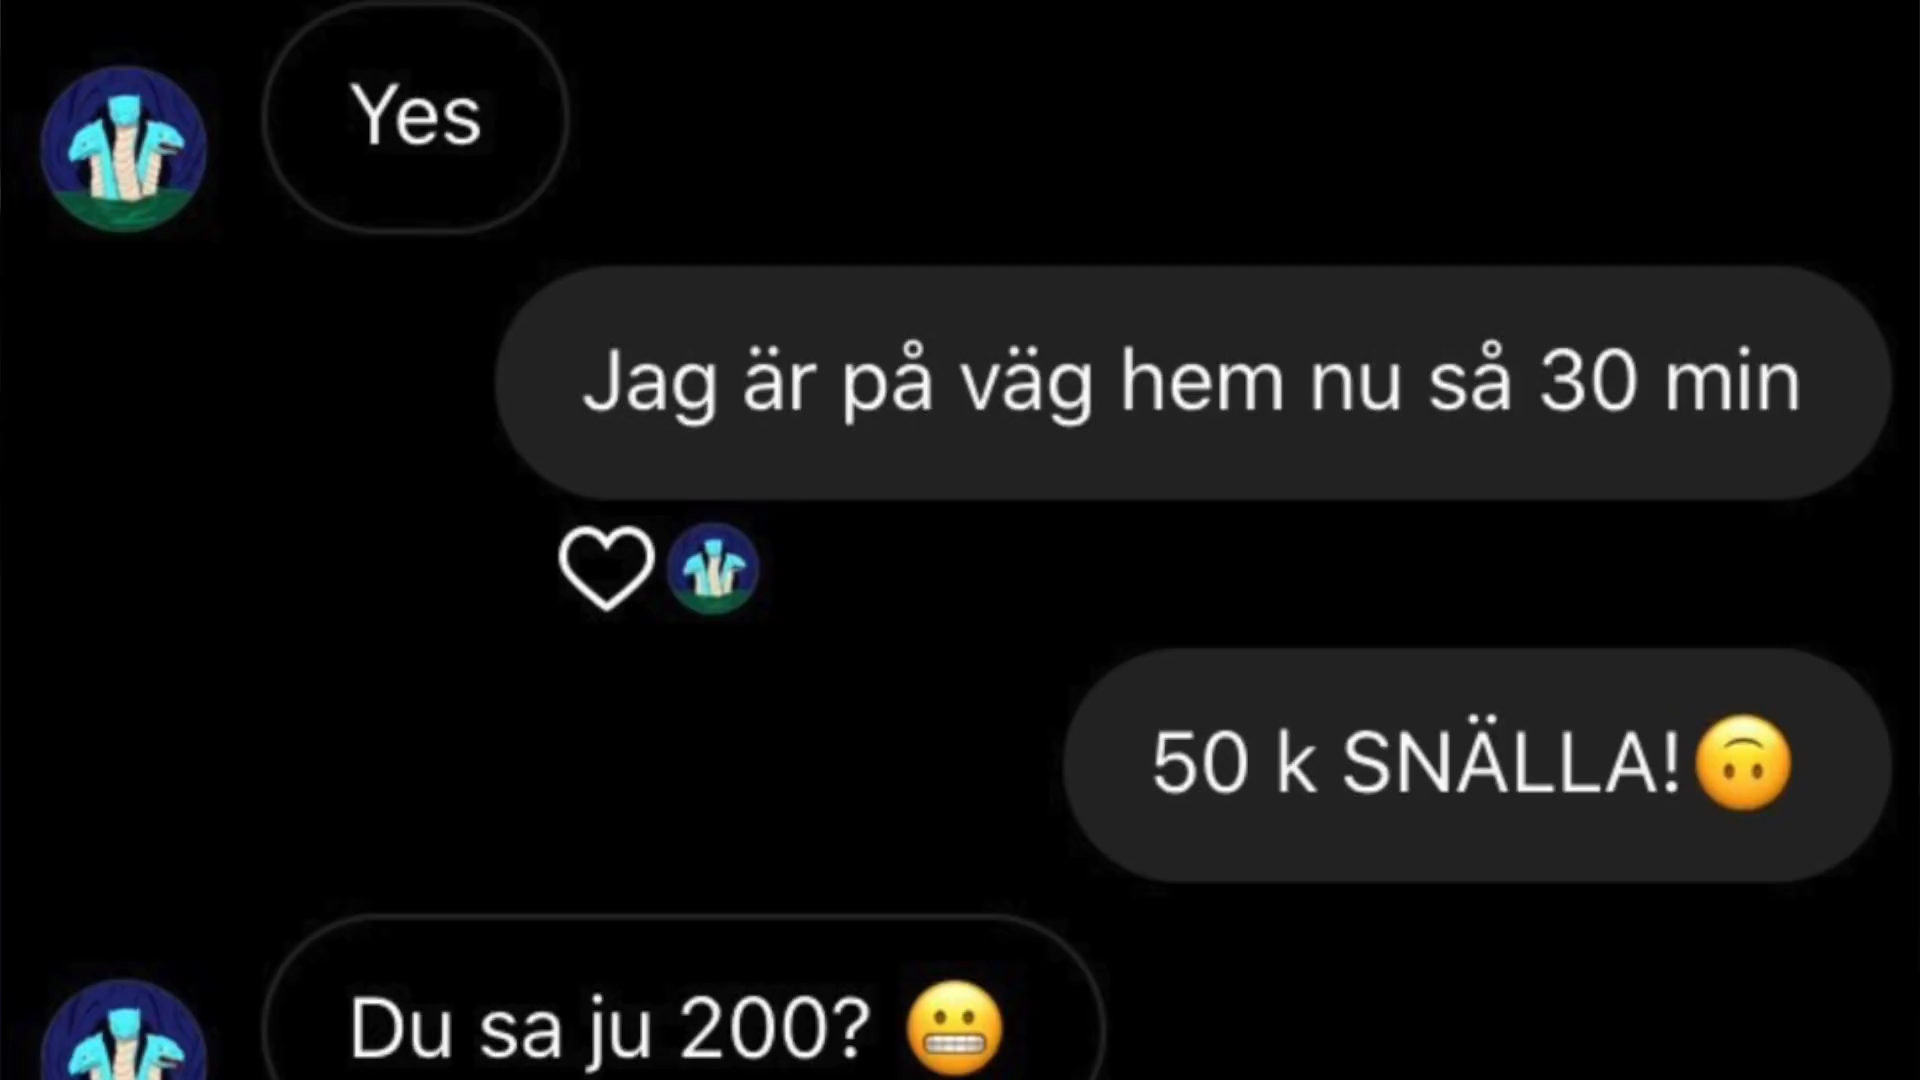 Yes
Jag är på väg hem nu så 30 min
50 k SNÄLLA!🙃
Du sa ju 200? 😬